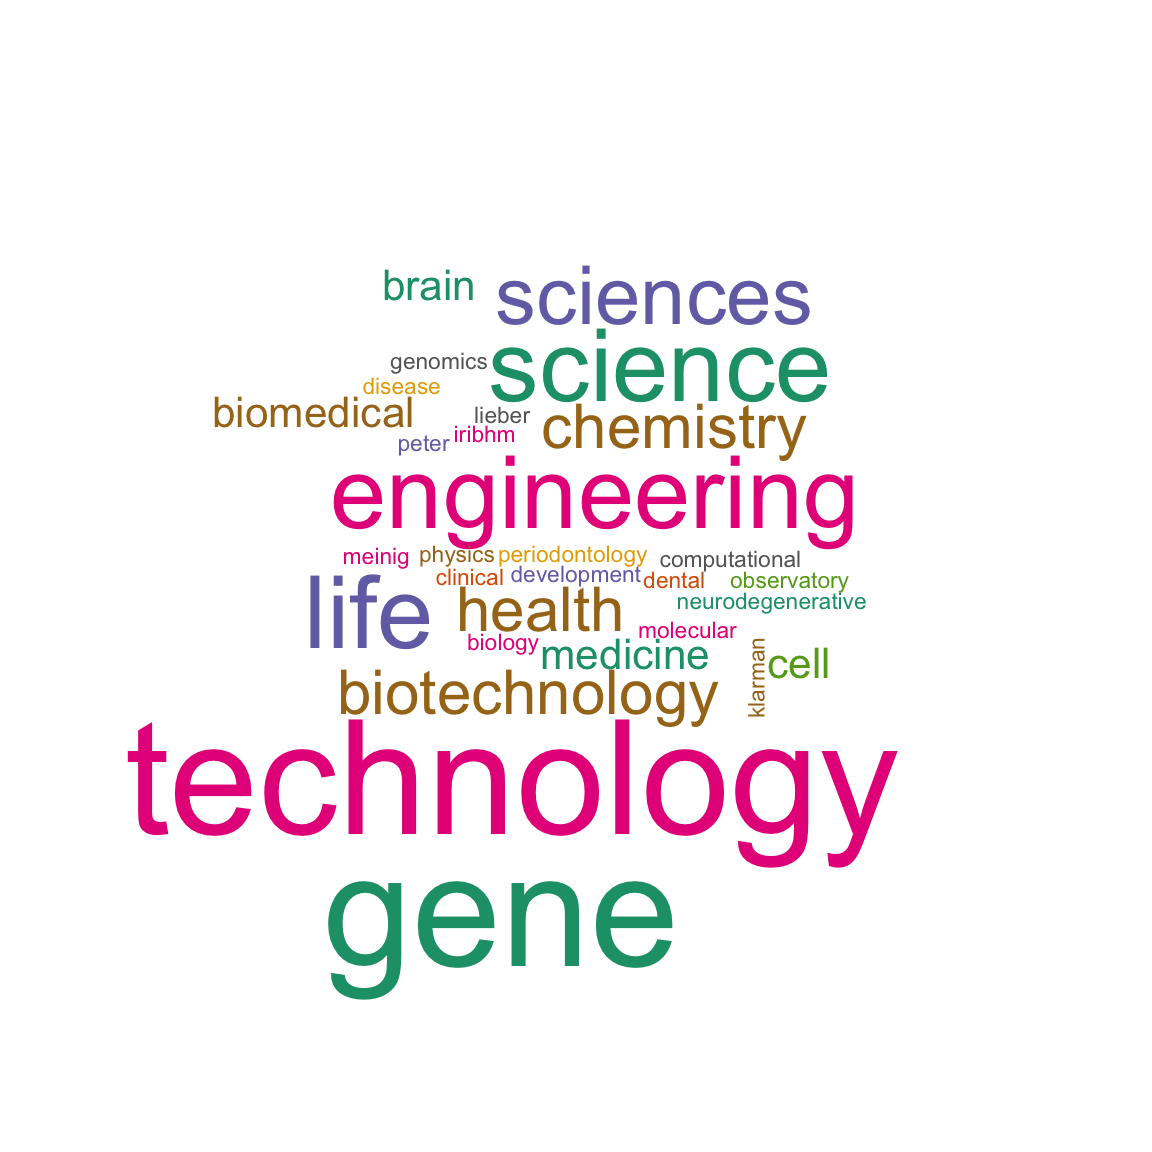 brain sciences
genomics science
disease
biomedical lieber chemistry
peter iribhm
engineering
meinig physics periodontology computational
clinical development dental observatory
life health neurodegenerative
biology medicine molecular
klarman cell
biotechnology
technology
gene